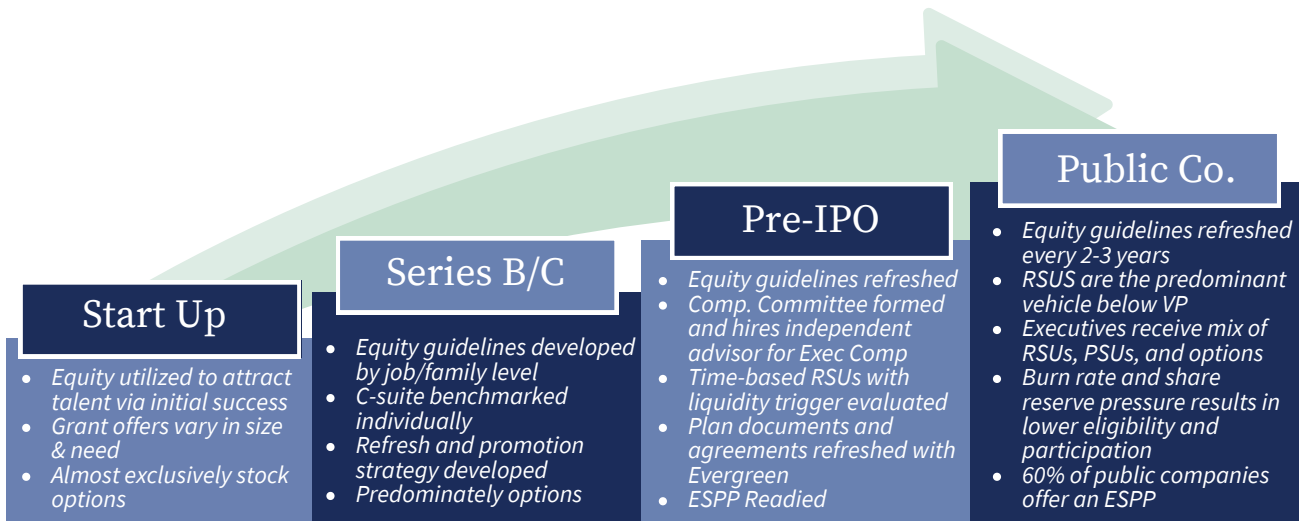 Start Up
• Equity utilized to attract
talent via initial success
• Grant offers vary in size
& need
• Almost exclusively stock
options
Series B/C
• Equity guidelines developed
by job/family level
• C-suite benchmarked
individually
• Refresh and promotion
strategy developed
• Predominately options
Pre-IPO
• Equity guidelines refreshed
• Comp. Committee formed
and hires independent
advisor for Exec Comp
• Time-based RSUs with
liquidity trigger evaluated
• Plan documents and
agreements refreshed with
Evergreen
• ESPP Readied
Public Co.
• Equity guidelines refreshed
every 2-3 years
• RSUS are the predominant
vehicle below VP
• Executives receive mix of
RSUs, PSUs, and options
• Burn rate and share
reserve pressure results in
lower eligibility and
participation
• 60% of public companies
offer an ESPP